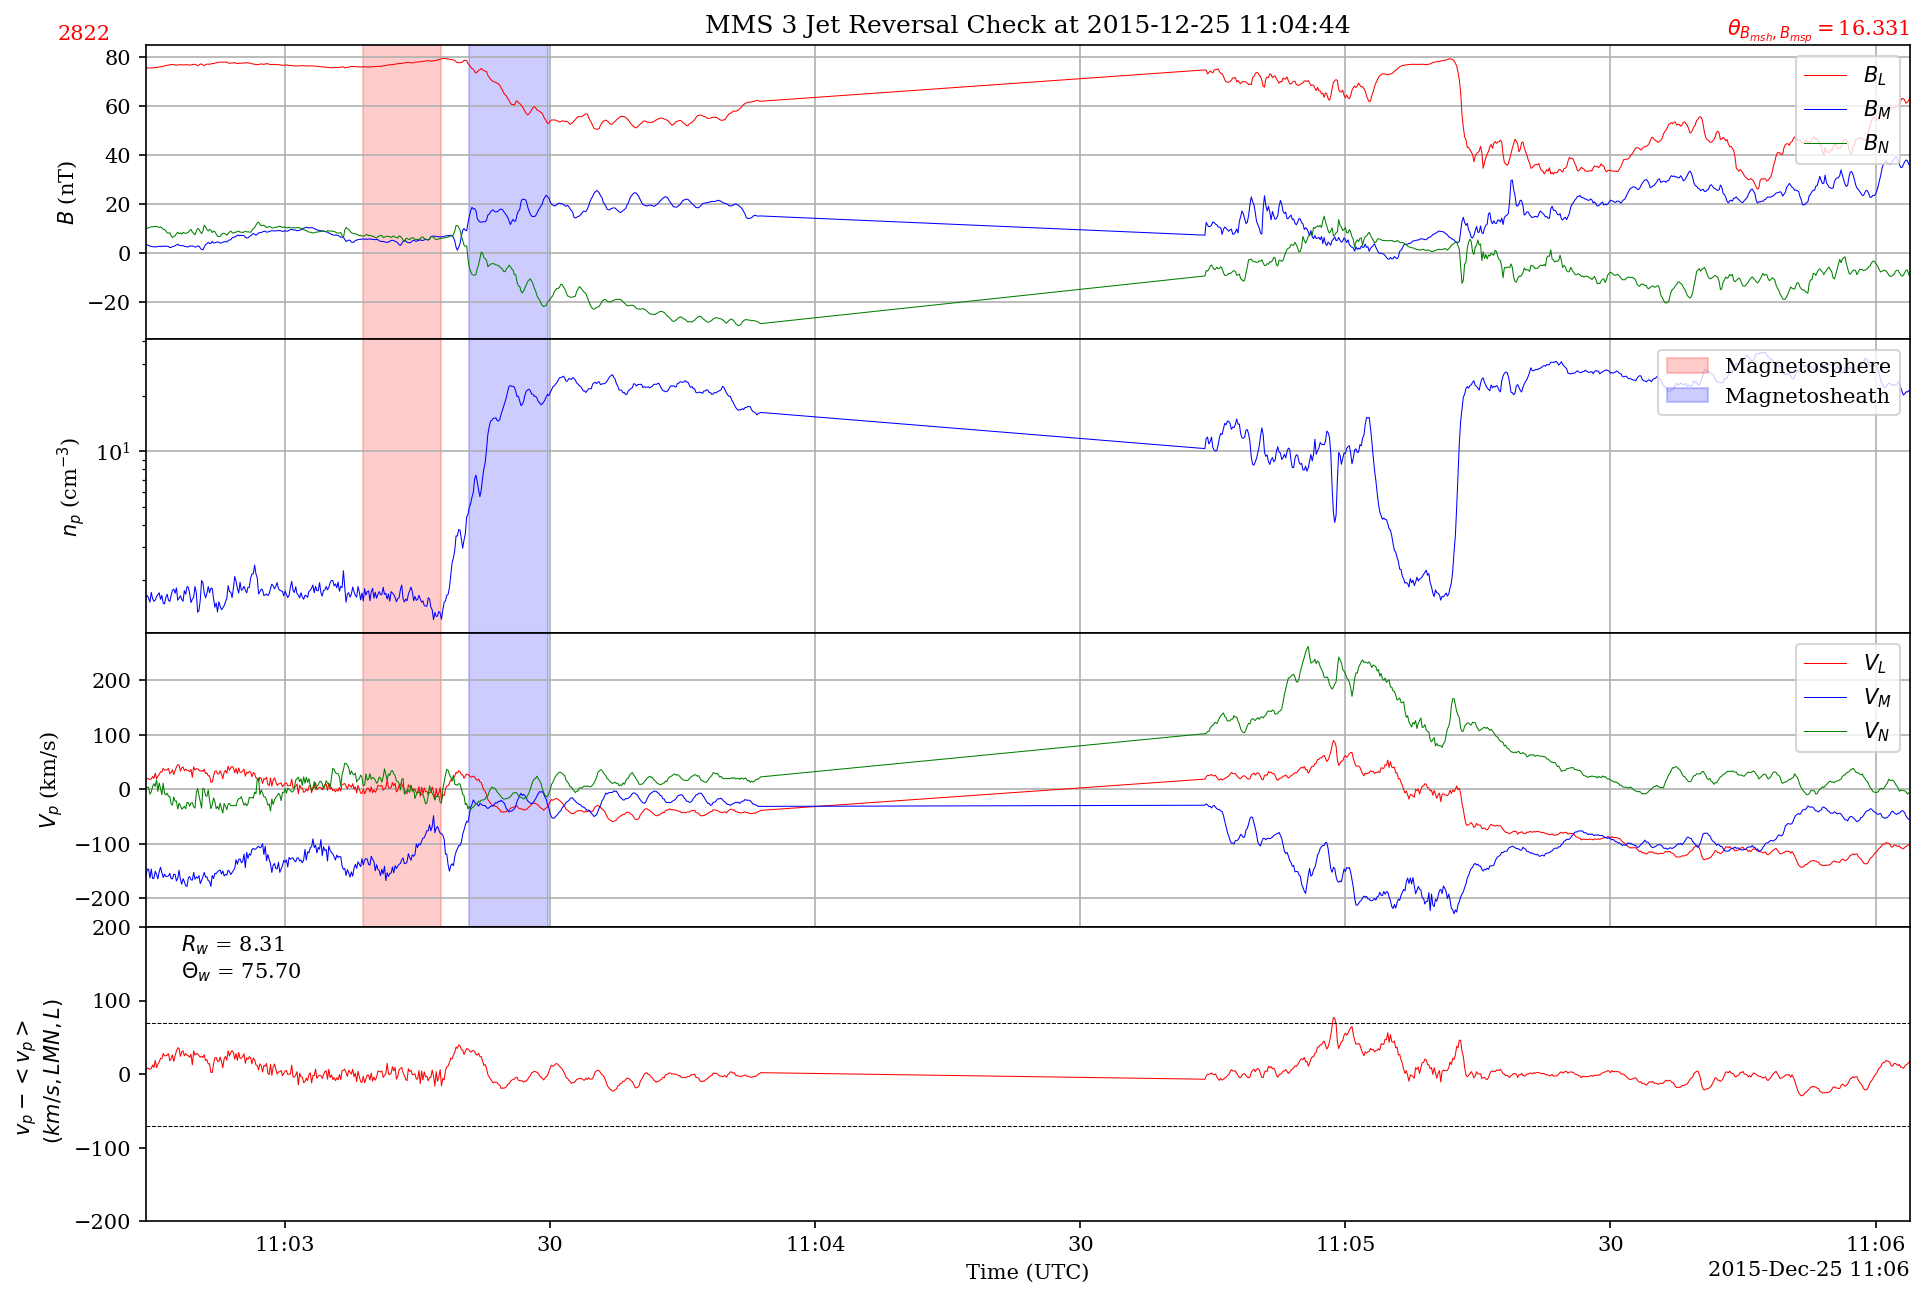 MMS 3 Jet Reversal Check at 2015-12-25 11:04:44
2822
θ_{B_{msh}, B_{msp}} = 16.331
80
60
40
20
0
−20
B (nT)
B_L
B_M
B_N
10^1
n_p (cm^{−3})
Magnetosphere
Magnetosheath
200
100
0
−100
−200
V_p (km/s)
V_L
V_M
V_N
200
100
0
−100
−200
v_p − < v_p >
(km/s, LMN, L)
R_w = 8.31
Θ_w = 75.70
11:03
30
11:04
30
11:05
30
11:06
Time (UTC)
2015-Dec-25 11:06